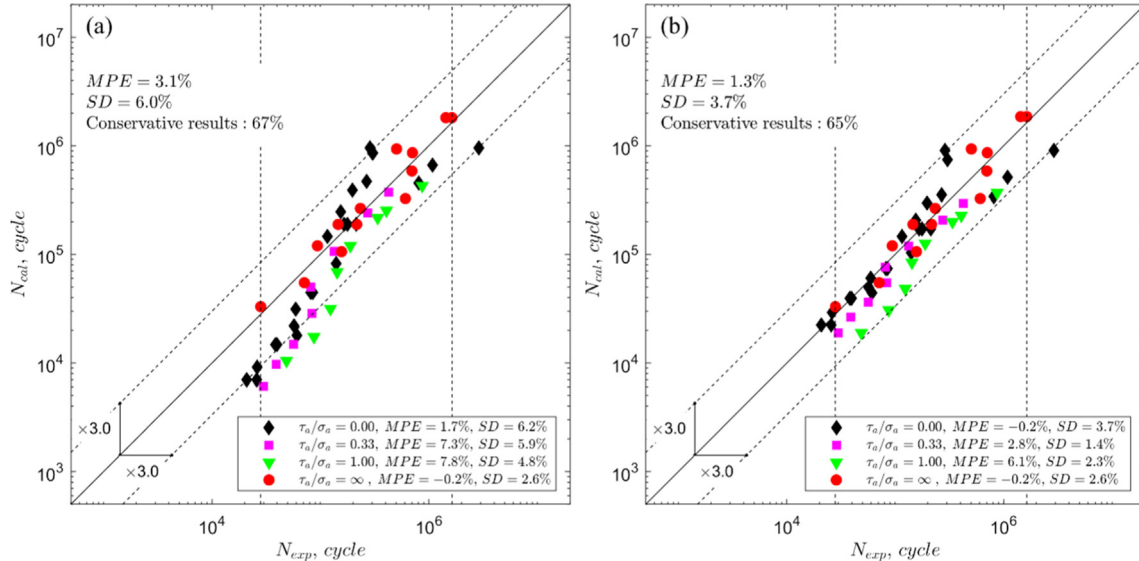 (a)
10^7
MPE = 3.1%
SD = 6.0%
Conservative results : 67%
10^6
N_cal, cycle
10^5
10^4
×3.0
×3.0
τ_a/σ_a = 0.00, MPE = 1.7%, SD = 6.2%
τ_a/σ_a = 0.33, MPE = 7.3%, SD = 5.9%
τ_a/σ_a = 1.00, MPE = 7.8%, SD = 4.8%
τ_a/σ_a = ∞ , MPE = −0.2%, SD = 2.6%
10^3
10^4
10^6
N_exp, cycle
(b)
10^7
MPE = 1.3%
SD = 3.7%
Conservative results : 65%
10^6
N_cal, cycle
10^5
10^4
×3.0
×3.0
τ_a/σ_a = 0.00, MPE = −0.2%, SD = 3.7%
τ_a/σ_a = 0.33, MPE = 2.8%, SD = 1.4%
τ_a/σ_a = 1.00, MPE = 6.1%, SD = 2.3%
τ_a/σ_a = ∞ , MPE = −0.2%, SD = 2.6%
10^3
10^4
10^6
N_exp, cycle